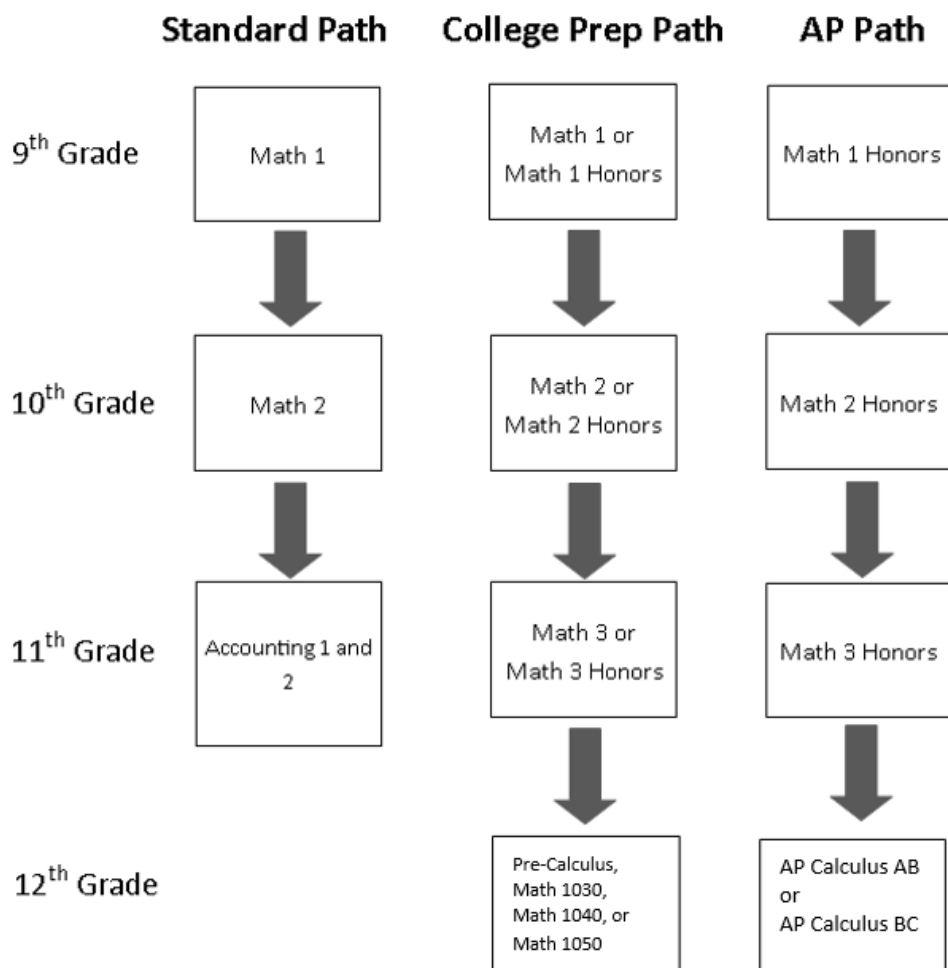 Standard Path College Prep Path AP Path
9th Grade
Math 1
Math 1 or
Math 1 Honors
Math 1 Honors
10th Grade
Math 2
Math 2 or
Math 2 Honors
Math 2 Honors
11th Grade
Accounting 1 and
2
Math 3 or
Math 3 Honors
Math 3 Honors
12th Grade
Pre-Calculus,
Math 1030,
Math 1040, or
Math 1050
AP Calculus AB
or
AP Calculus BC